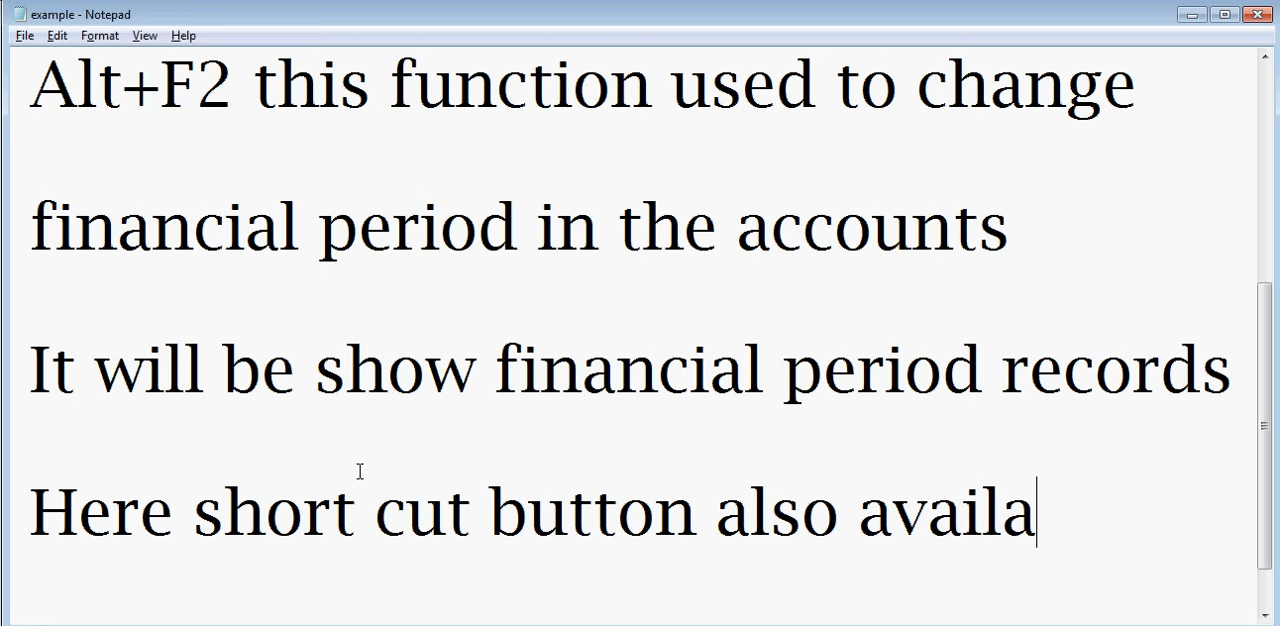 example - Notepad
File Edit Format View Help
Alt+F2 this function used to change
financial period in the accounts
It will be show financial period records
Here short cut button also availa